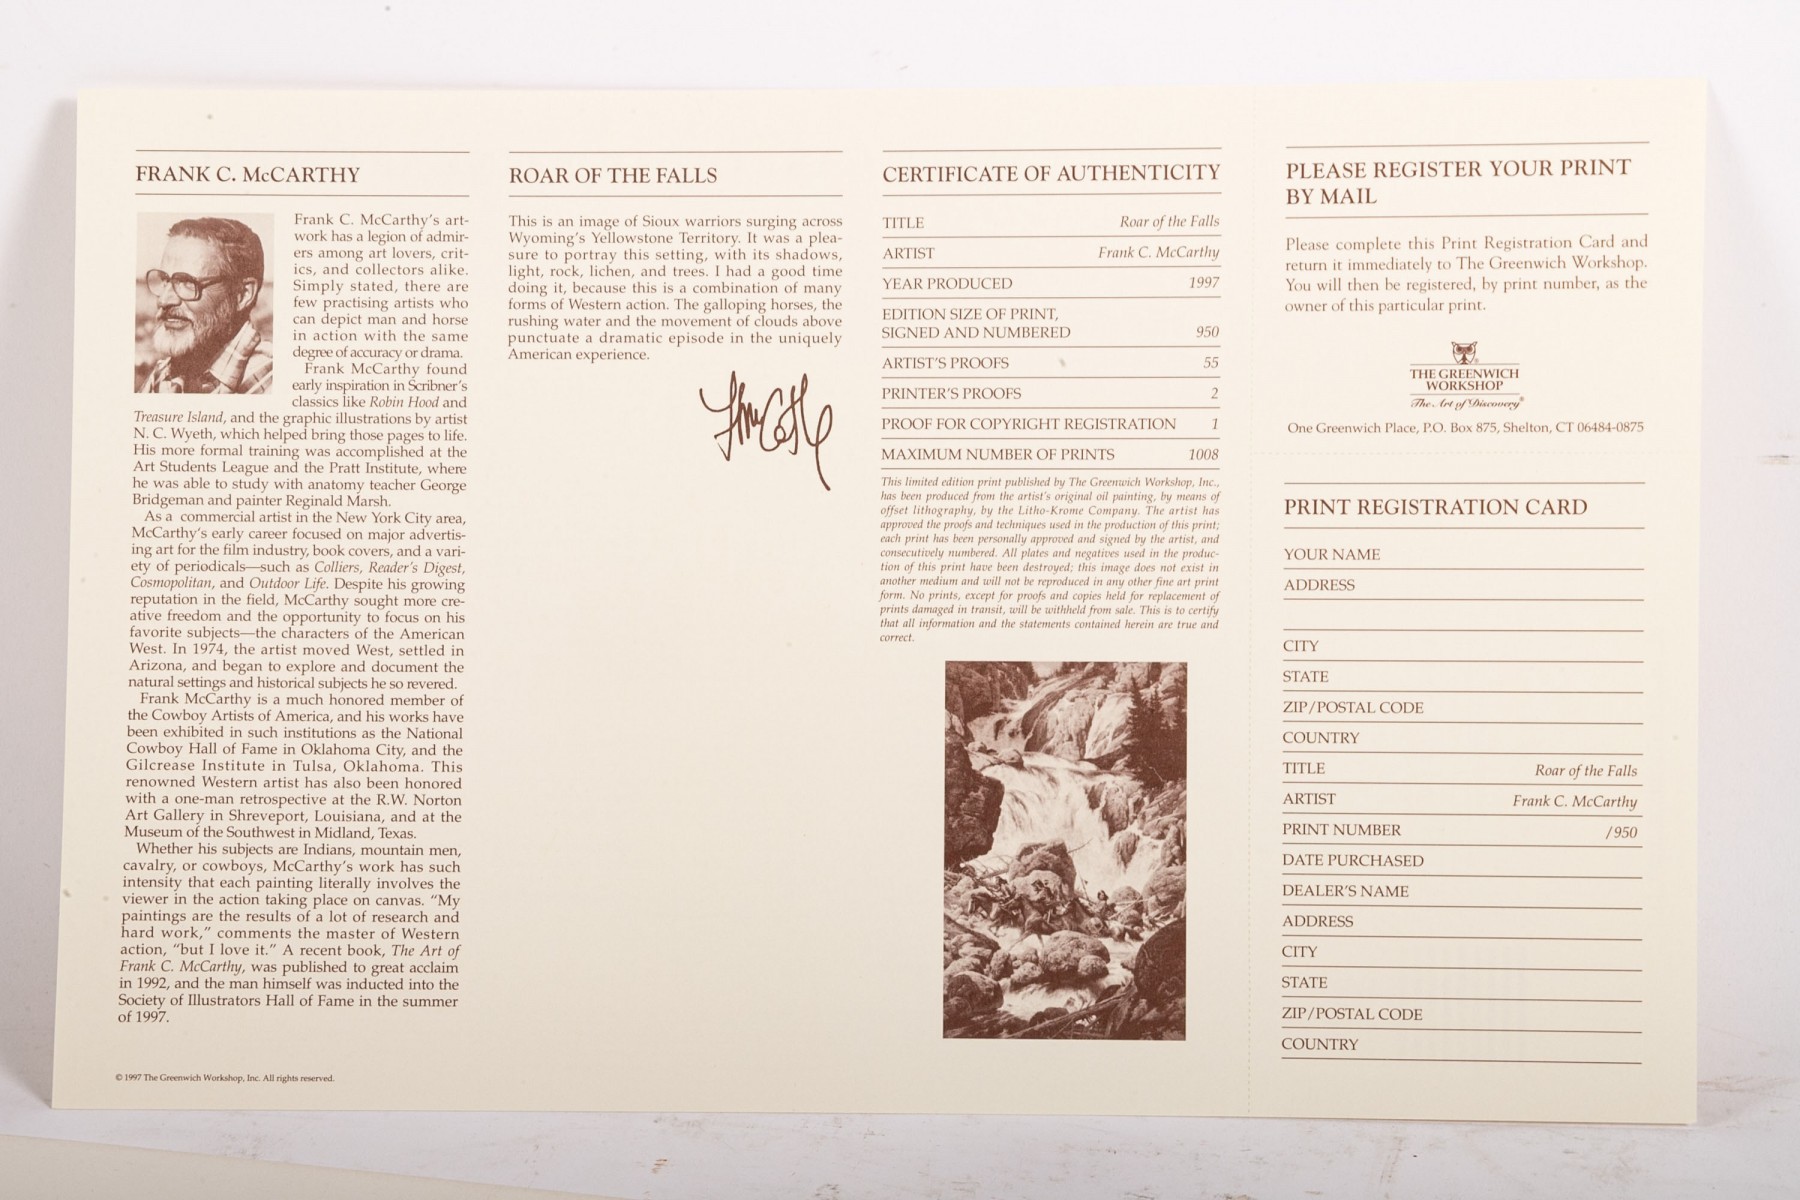 FRANK C. McCARTHY
Frank C. McCarthy's art-
work has a legion of admir-
ers among art lovers, crit-
ics, and collectors alike.
Simply stated, there are
few practising artists who
can depict man and horse
in action with the same
degree of accuracy or drama.
Frank McCarthy found
early inspiration in Scribner's
classics like Robin Hood and
Treasure Island, and the graphic illustrations by artist
N. C. Wyeth, which helped bring those pages to life.
His more formal training was accomplished at the
Art Students League and the Pratt Institute, where
he was able to study with anatomy teacher George
Bridgeman and painter Reginald Marsh.
As a commercial artist in the New York City area,
McCarthy's early career focused on major advertis-
ing art for the film industry, book covers, and a vari-
ety of periodicals—such as Colliers, Reader's Digest,
Cosmopolitan, and Outdoor Life. Despite his growing
reputation in the field, McCarthy sought more cre-
ative freedom and the opportunity to focus on his
favorite subjects—the characters of the American
West. In 1974, the artist moved West, settled in
Arizona, and began to explore and document the
natural settings and historical subjects he so revered.
Frank McCarthy is a much honored member of
the Cowboy Artists of America, and his works have
been exhibited in such institutions as the National
Cowboy Hall of Fame in Oklahoma City, and the
Gilcrease Institute in Tulsa, Oklahoma. This
renowned Western artist has also been honored
with a one-man retrospective at the R.W. Norton
Art Gallery in Shreveport, Louisiana, and at the
Museum of the Southwest in Midland, Texas.
Whether his subjects are Indians, mountain men,
cavalry, or cowboys, McCarthy's work has such
intensity that each painting literally involves the
viewer in the action taking place on canvas. "My
paintings are the results of a lot of research and
hard work," comments the master of Western
action, "but I love it." A recent book, The Art of
Frank C. McCarthy, was published to great acclaim
in 1992, and the man himself was inducted into the
Society of Illustrators Hall of Fame in the summer
of 1997.
© 1997 The Greenwich Workshop, Inc. All rights reserved.
ROAR OF THE FALLS
This is an image of Sioux warriors surging across
Wyoming's Yellowstone Territory. It was a plea-
sure to portray this setting, with its shadows,
light, rock, lichen, and trees. I had a good time
doing it, because this is a combination of many
forms of Western action. The galloping horses, the
rushing water and the movement of clouds above
punctuate a dramatic episode in the uniquely
American experience.
FMcCarthy
CERTIFICATE OF AUTHENTICITY
TITLE Roar of the Falls
ARTIST Frank C. McCarthy
YEAR PRODUCED 1997
EDITION SIZE OF PRINT,
SIGNED AND NUMBERED 950
ARTIST'S PROOFS 55
PRINTER'S PROOFS 2
PROOF FOR COPYRIGHT REGISTRATION 1
MAXIMUM NUMBER OF PRINTS 1008
This limited edition print published by The Greenwich Workshop, Inc.,
has been produced from the artist's original oil painting, by means of
offset lithography, by the Litho-Krome Company. The artist has
approved the proofs and techniques used in the production of this print;
each print has been personally approved and signed by the artist, and
consecutively numbered. All plates and negatives used in the produc-
tion of this print have been destroyed; this image does not exist in
another medium and will not be reproduced in any other fine art print
form. No prints, except for proofs and copies held for replacement of
prints damaged in transit, will be withheld from sale. This is to certify
that all information and the statements contained herein are true and
correct.
PLEASE REGISTER YOUR PRINT
BY MAIL
Please complete this Print Registration Card and
return it immediately to The Greenwich Workshop.
You will then be registered, by print number, as the
owner of this particular print.
THE GREENWICH
WORKSHOP
The Art of Discovery®
One Greenwich Place, P.O. Box 875, Shelton, CT 06484-0875
PRINT REGISTRATION CARD
YOUR NAME
ADDRESS
CITY
STATE
ZIP/POSTAL CODE
COUNTRY
TITLE Roar of the Falls
ARTIST Frank C. McCarthy
PRINT NUMBER /950
DATE PURCHASED
DEALER'S NAME
ADDRESS
CITY
STATE
ZIP/POSTAL CODE
COUNTRY